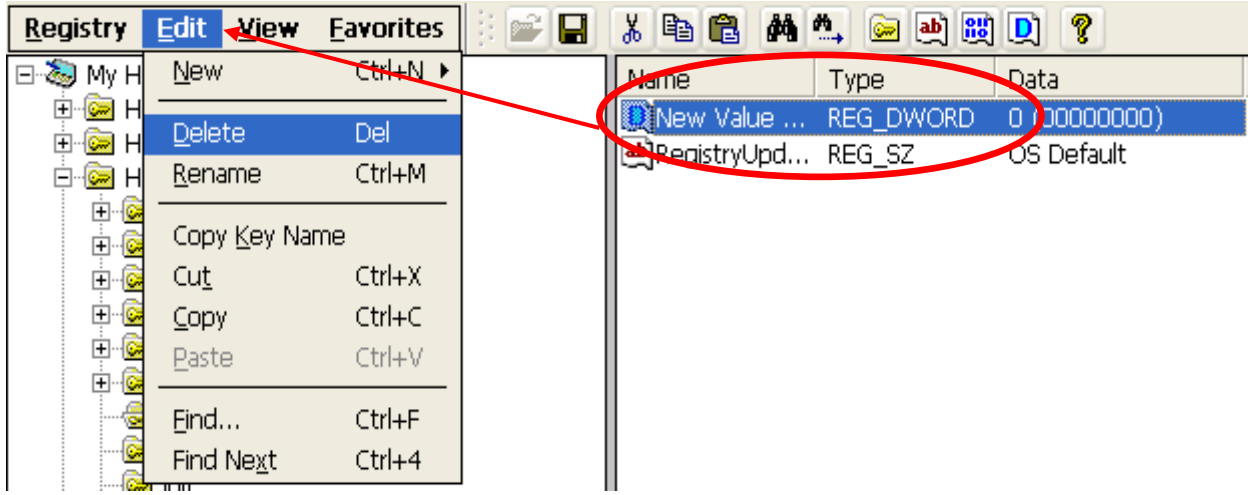 Registry Edit View Favorites
My H
H
H
H
New Ctrl+N
Delete Del
Rename Ctrl+M
Copy Key Name
Cut Ctrl+X
Copy Ctrl+C
Paste Ctrl+V
Find... Ctrl+F
Find Next Ctrl+4
Name Type Data
New Value ... REG_DWORD 0 (00000000)
RegistryUpd... REG_SZ OS Default